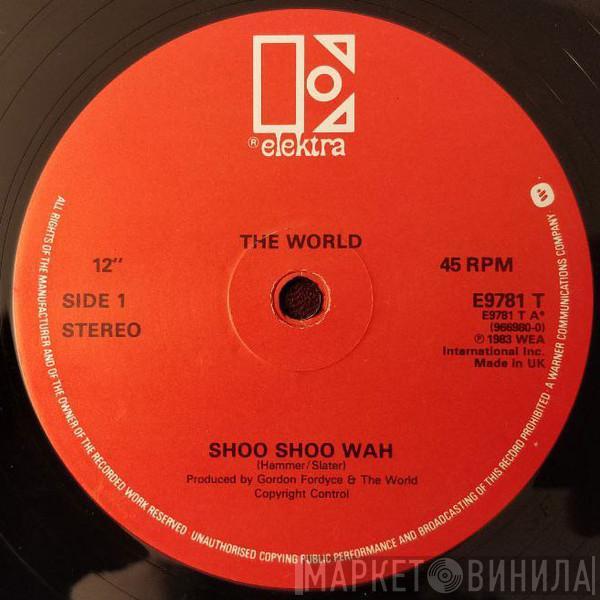 ® elektra
THE WORLD
12"
45 RPM
SIDE 1
STEREO
E9781 T
E9781 T A*
(966980-0)
℗ 1983 WEA
International Inc.
Made in UK
SHOO SHOO WAH
(Hammer/Slater)
Produced by Gordon Fordyce & The World
Copyright Control
ALL RIGHTS OF THE MANUFACTURER AND OF THE OWNER OF THE RECORDED WORK RESERVED UNAUTHORISED COPYING PUBLIC PERFORMANCE AND BROADCASTING OF THIS RECORD PROHIBITED · A WARNER COMMUNICATIONS COMPANY
МАРКЕТ ВИНИЛА